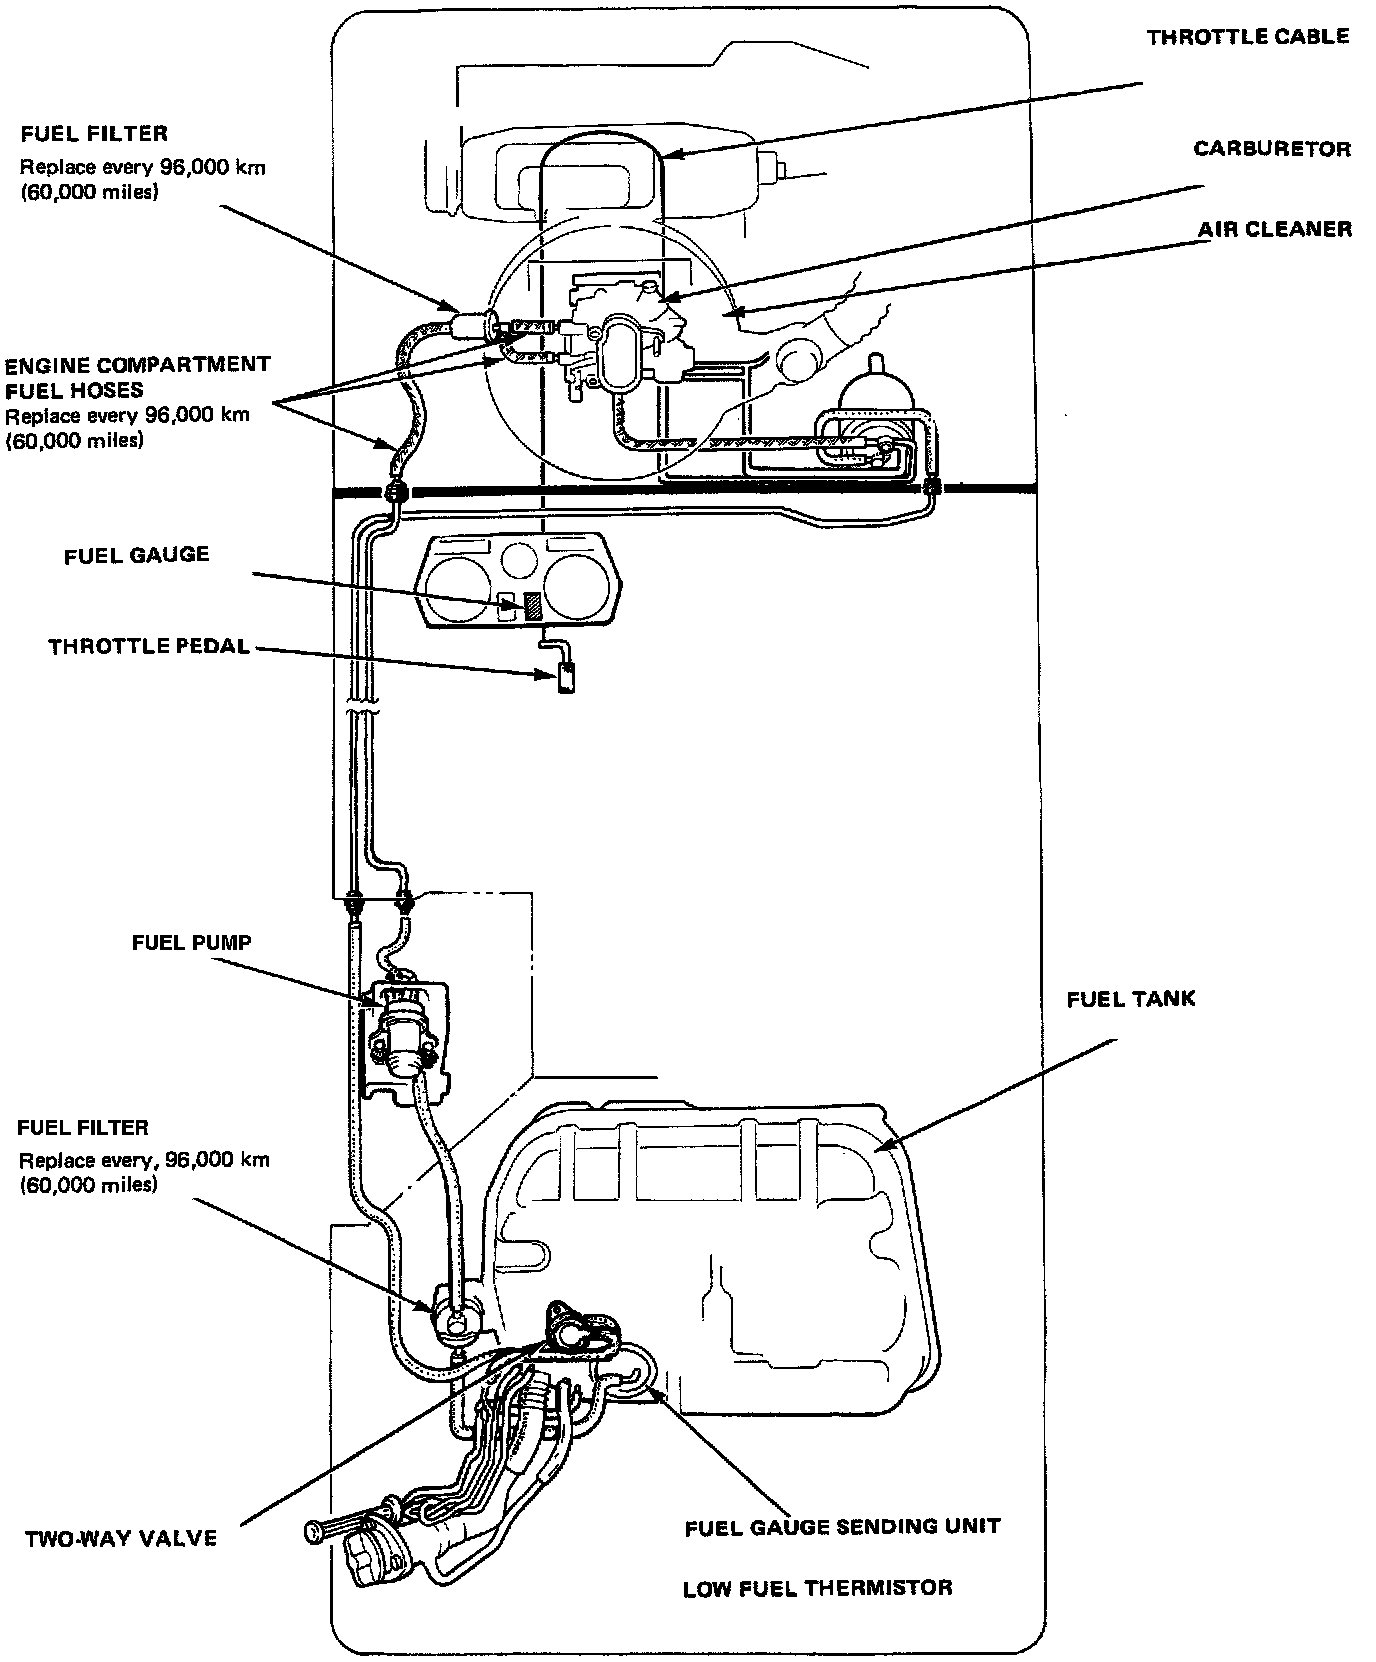 THROTTLE CABLE
FUEL FILTER
Replace every 96,000 km
(60,000 miles)
CARBURETOR
AIR CLEANER
ENGINE COMPARTMENT
FUEL HOSES
Replace every 96,000 km
(60,000 miles)
FUEL GAUGE
THROTTLE PEDAL
FUEL PUMP
FUEL TANK
FUEL FILTER
Replace every, 96,000 km
(60,000 miles)
TWO-WAY VALVE
FUEL GAUGE SENDING UNIT
LOW FUEL THERMISTOR